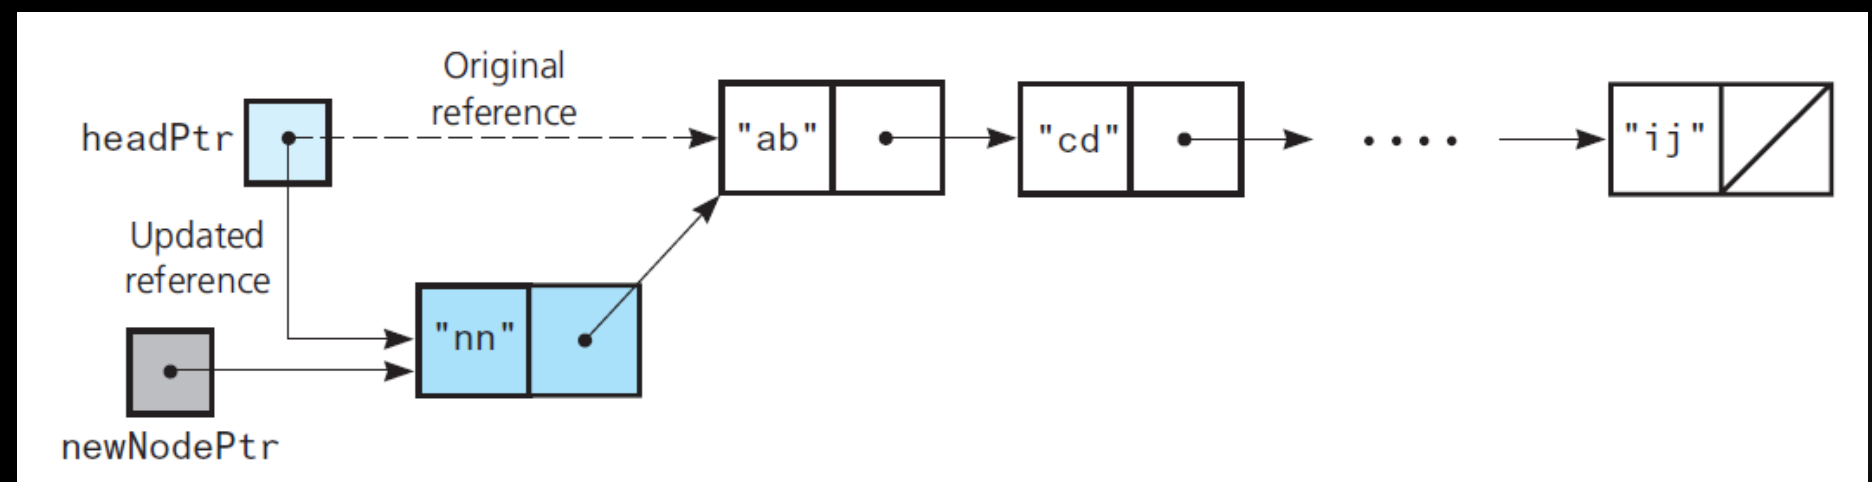 Original
reference
headPtr
"ab"
"cd"
"ij"
Updated
reference
"nn"
newNodePtr